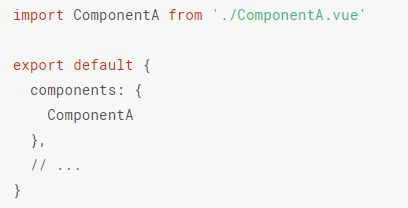 import ComponentA from './ComponentA.vue'

export default {
  components: {
    ComponentA
  },
  // ...
}